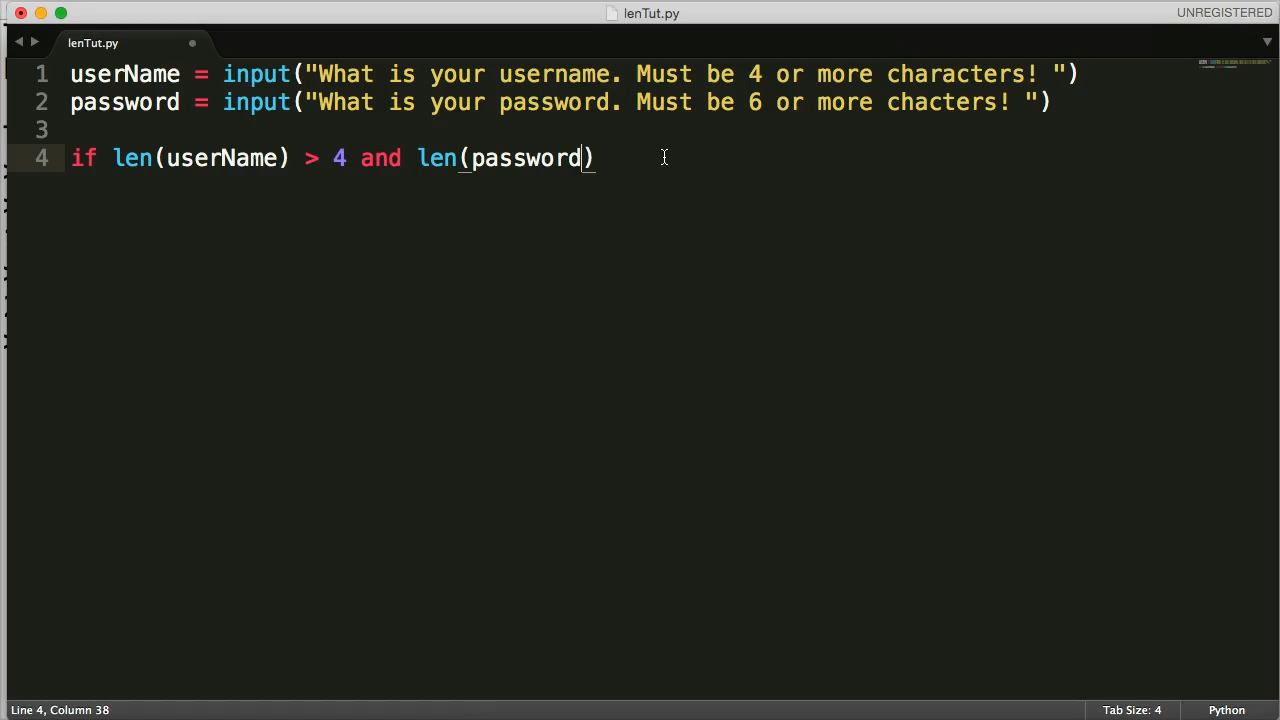 lenTut.py
UNREGISTERED
lenTut.py
1 userName = input("What is your username. Must be 4 or more characters! ")
2 password = input("What is your password. Must be 6 or more chacters! ")
3
4 if len(userName) > 4 and len(password)
Line 4, Column 38
Tab Size: 4
Python